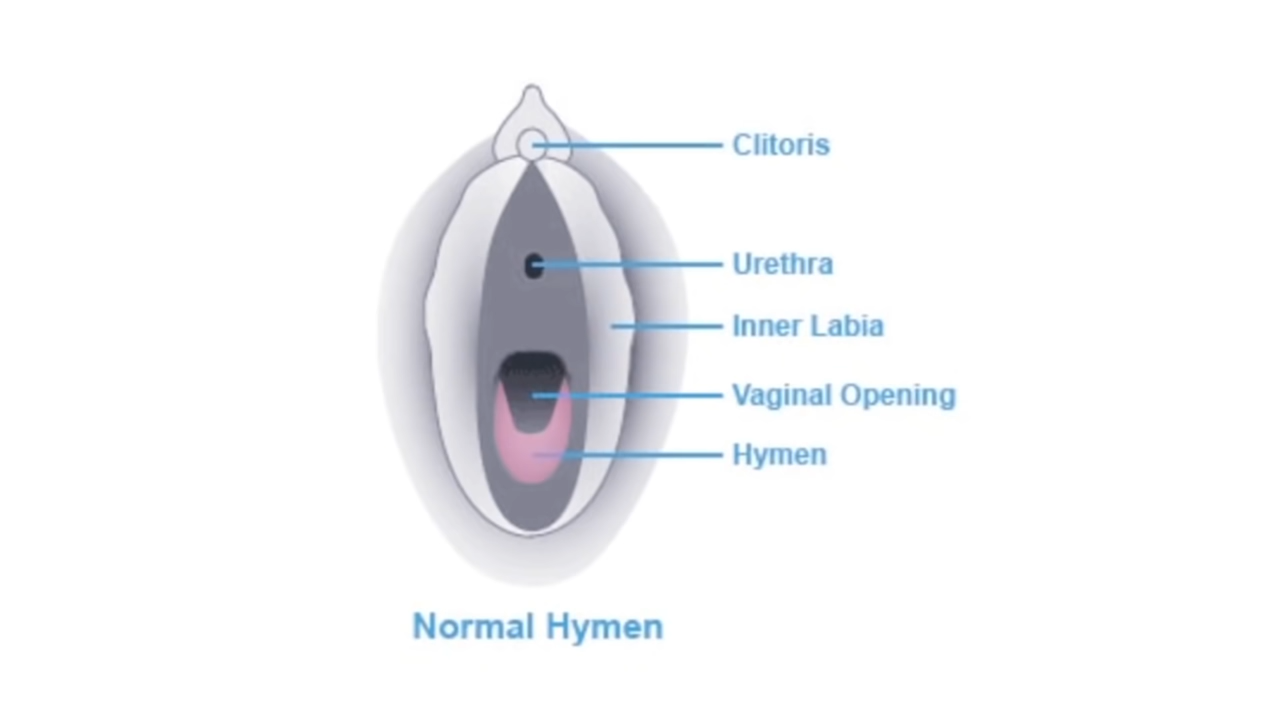 Clitoris
Urethra
Inner Labia
Vaginal Opening
Hymen
Normal Hymen